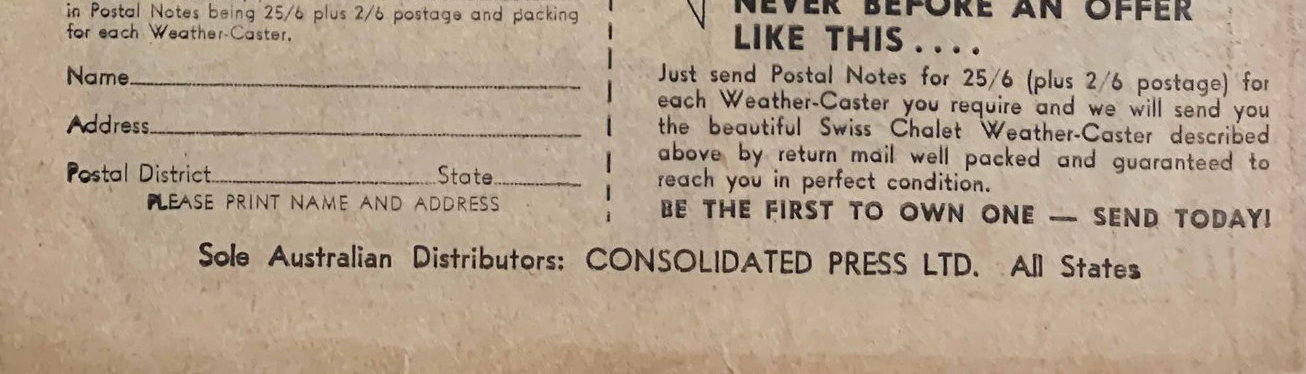 in Postal Notes being 25/6 plus 2/6 postage and packing
for each Weather-Caster.
Name
Address
Postal District State
PLEASE PRINT NAME AND ADDRESS
NEVER BEFORE AN OFFER
LIKE THIS....
Just send Postal Notes for 25/6 (plus 2/6 postage) for
each Weather-Caster you require and we will send you
the beautiful Swiss Chalet Weather-Caster described
above by return mail well packed and guaranteed to
reach you in perfect condition.
BE THE FIRST TO OWN ONE — SEND TODAY!
Sole Australian Distributors: CONSOLIDATED PRESS LTD. All States